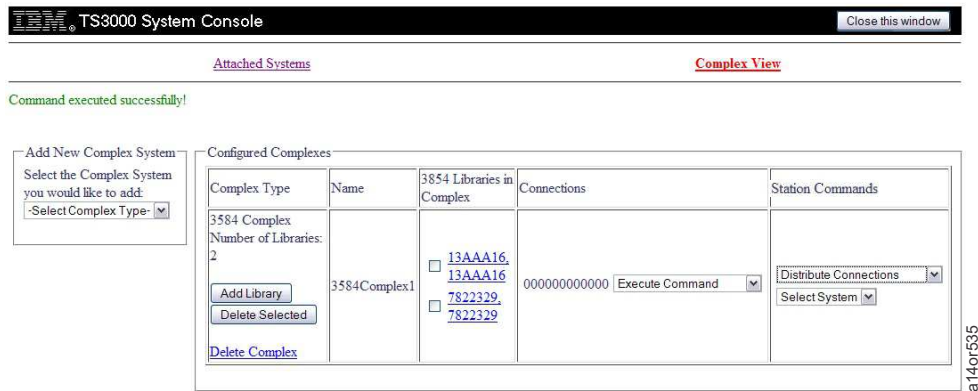 IBM® TS3000 System Console
Close this window
Attached Systems
Complex View
Command executed successfully!
Add New Complex System
Select the Complex System
you would like to add:
-Select Complex Type-
Configured Complexes
Complex Type
Name
3854 Libraries in
Complex
Connections
Station Commands
3584 Complex
Number of Libraries:
2
Add Library
Delete Selected
Delete Complex
3584Complex1
13AAA16,
13AAA16
7822329,
7822329
000000000000
Execute Command
Distribute Connections
Select System
a14or535